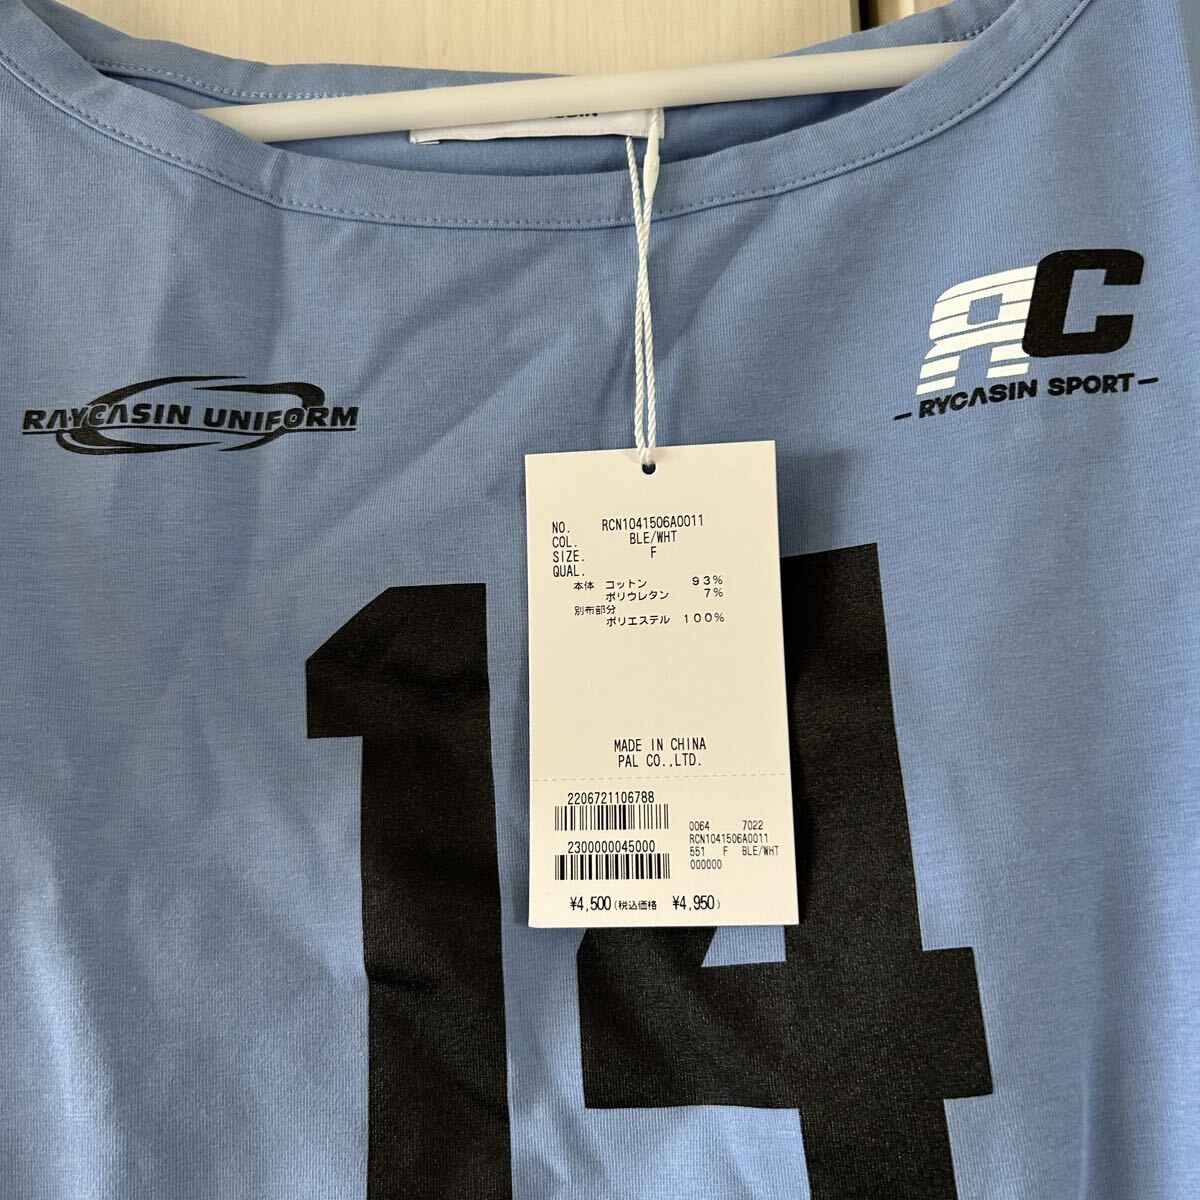 RAYCASIN UNIFORM
RC
— RYCASIN SPORT —
14
NO. RCN1041506A0011
COL. BLE/WHT
SIZE. F
QUAL.
本体 コットン 93%
ポリウレタン 7%
別布部分
ポリエステル 100%
MADE IN CHINA
PAL CO.,LTD.
2206721106788
2300000045000
0064 7022
RCN1041506A0011
551 F BLE/WHT
000000
¥4,500(税込価格 ¥4,950)